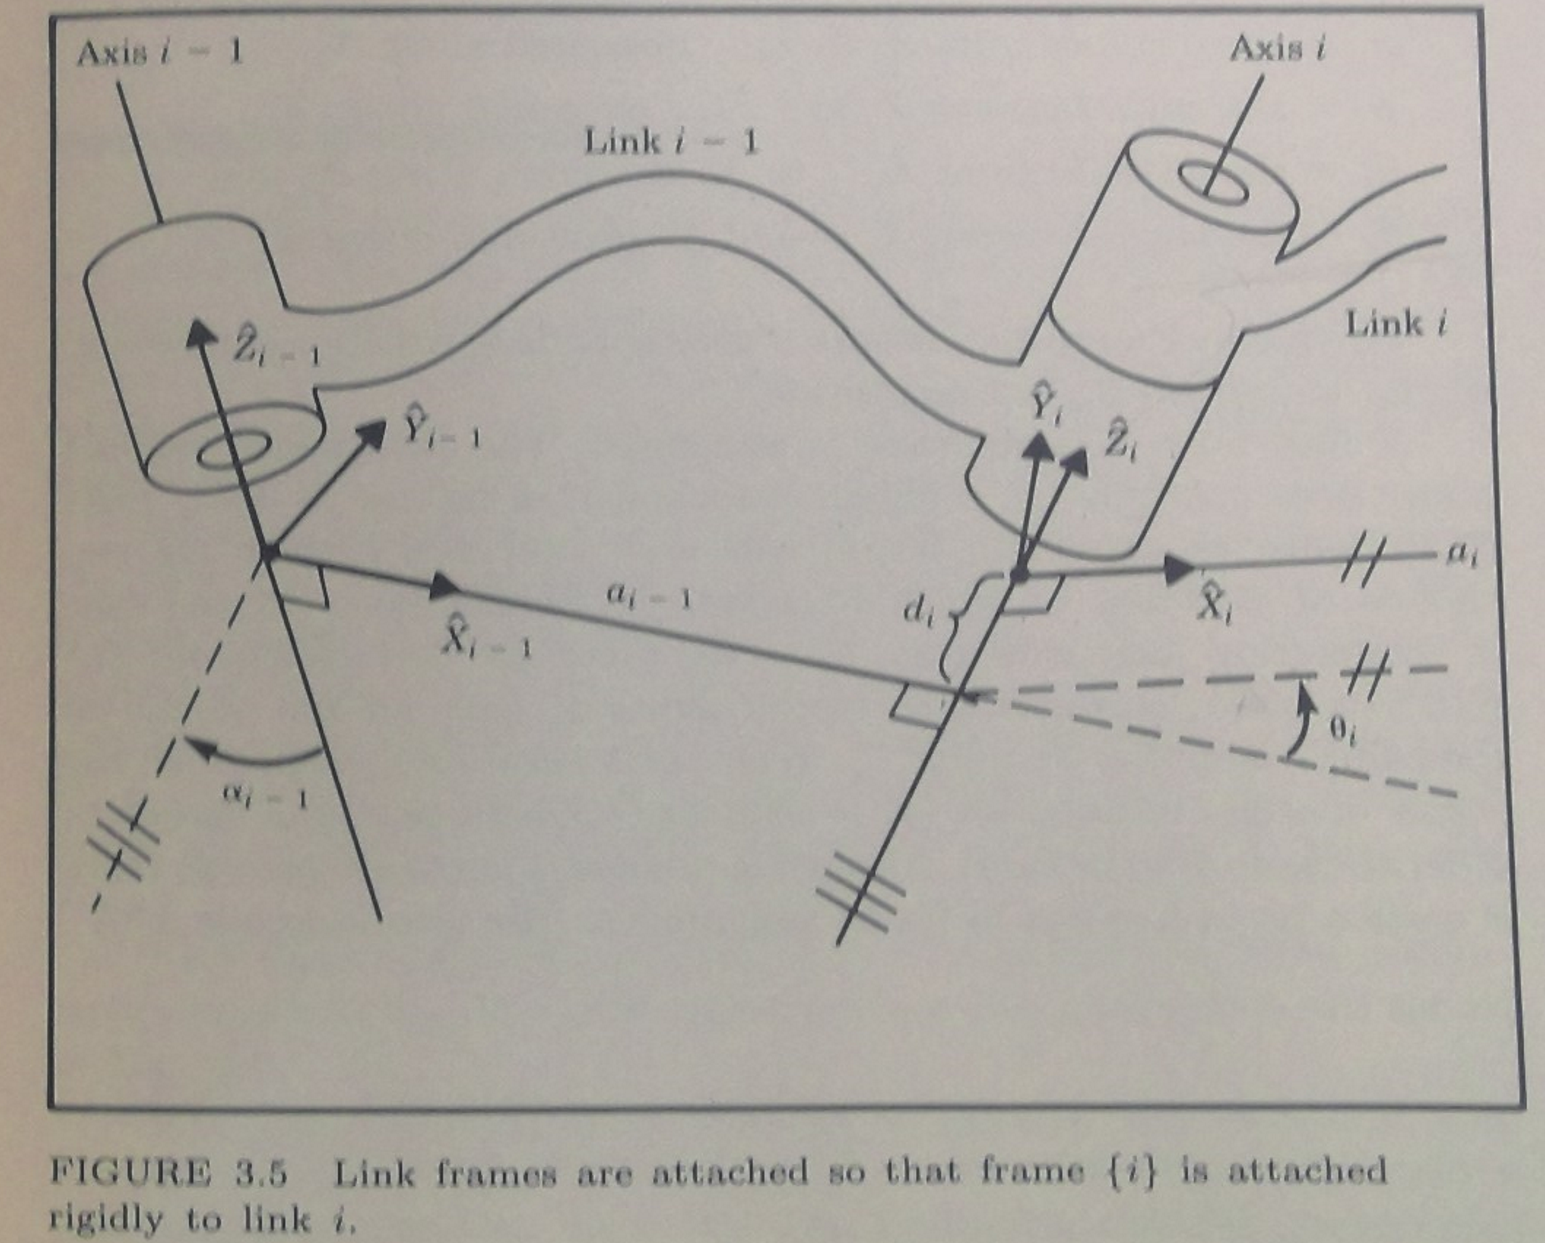 Axis i − 1
Axis i
Link i − 1
Link i
Ẑᵢ₋₁
Ŷᵢ₋₁
Ŷᵢ
Ẑᵢ
aᵢ
aᵢ₋₁
dᵢ
X̂ᵢ
X̂ᵢ₋₁
θᵢ
αᵢ₋₁
FIGURE 3.5 Link frames are attached so that frame {i} is attached
rigidly to link i.